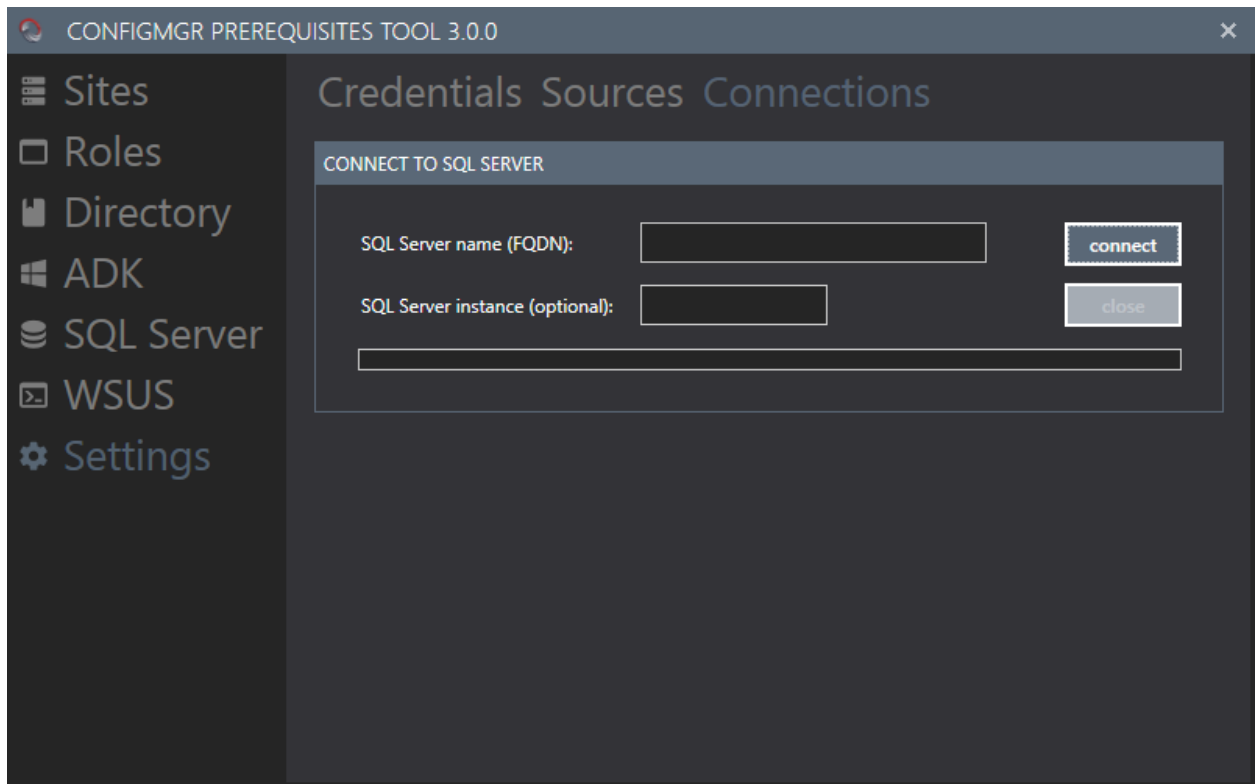 CONFIGMGR PREREQUISITES TOOL 3.0.0
Sites
Roles
Directory
ADK
SQL Server
WSUS
Settings
Credentials Sources Connections
CONNECT TO SQL SERVER
SQL Server name (FQDN):
connect
SQL Server instance (optional):
close